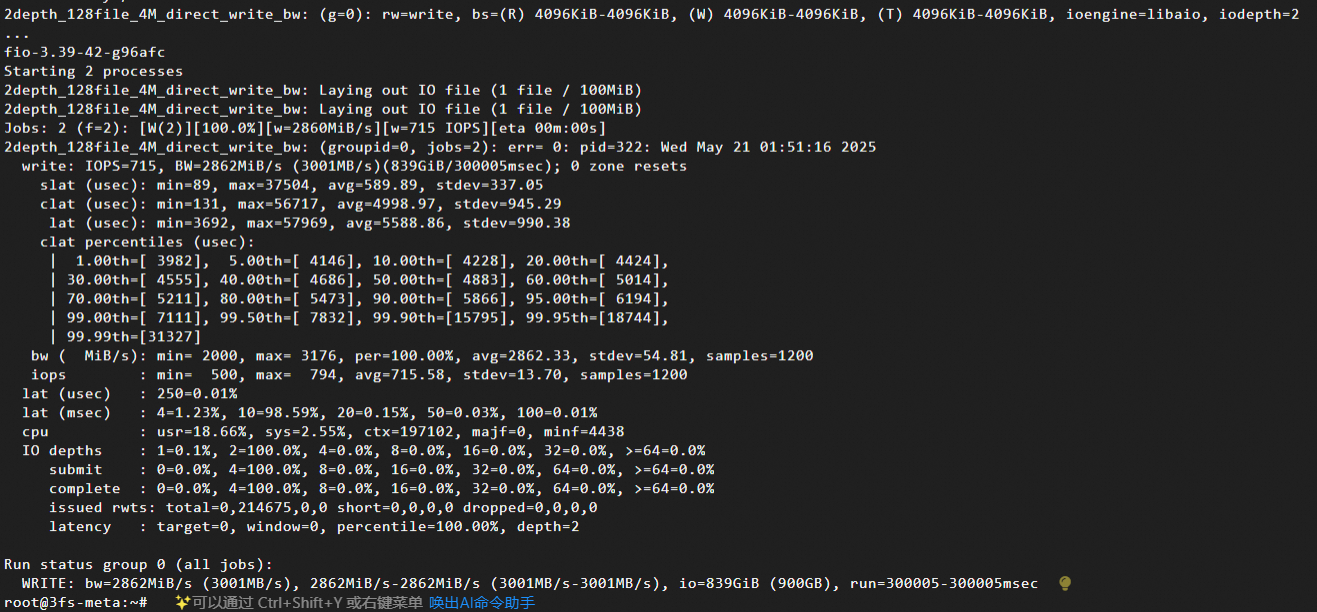 2depth_128file_4M_direct_write_bw: (g=0): rw=write, bs=(R) 4096KiB-4096KiB, (W) 4096KiB-4096KiB, (T) 4096KiB-4096KiB, ioengine=libaio, iodepth=2
...
fio-3.39-42-g96afc
Starting 2 processes
2depth_128file_4M_direct_write_bw: Laying out IO file (1 file / 100MiB)
2depth_128file_4M_direct_write_bw: Laying out IO file (1 file / 100MiB)
Jobs: 2 (f=2): [W(2)][100.0%][w=2860MiB/s][w=715 IOPS][eta 00m:00s]
2depth_128file_4M_direct_write_bw: (groupid=0, jobs=2): err= 0: pid=322: Wed May 21 01:51:16 2025
  write: IOPS=715, BW=2862MiB/s (3001MB/s)(839GiB/300005msec); 0 zone resets
    slat (usec): min=89, max=37504, avg=589.89, stdev=337.05
    clat (usec): min=131, max=56717, avg=4998.97, stdev=945.29
     lat (usec): min=3692, max=57969, avg=5588.86, stdev=990.38
    clat percentiles (usec):
     |  1.00th=[ 3982],  5.00th=[ 4146], 10.00th=[ 4228], 20.00th=[ 4424],
     | 30.00th=[ 4555], 40.00th=[ 4686], 50.00th=[ 4883], 60.00th=[ 5014],
     | 70.00th=[ 5211], 80.00th=[ 5473], 90.00th=[ 5866], 95.00th=[ 6194],
     | 99.00th=[ 7111], 99.50th=[ 7832], 99.90th=[15795], 99.95th=[18744],
     | 99.99th=[31327]
   bw (  MiB/s): min= 2000, max= 3176, per=100.00%, avg=2862.33, stdev=54.81, samples=1200
   iops        : min=  500, max=  794, avg=715.58, stdev=13.70, samples=1200
  lat (usec)   : 250=0.01%
  lat (msec)   : 4=1.23%, 10=98.59%, 20=0.15%, 50=0.03%, 100=0.01%
  cpu          : usr=18.66%, sys=2.55%, ctx=197102, majf=0, minf=4438
  IO depths    : 1=0.1%, 2=100.0%, 4=0.0%, 8=0.0%, 16=0.0%, 32=0.0%, >=64=0.0%
     submit    : 0=0.0%, 4=100.0%, 8=0.0%, 16=0.0%, 32=0.0%, 64=0.0%, >=64=0.0%
     complete  : 0=0.0%, 4=100.0%, 8=0.0%, 16=0.0%, 32=0.0%, 64=0.0%, >=64=0.0%
     issued rwts: total=0,214675,0,0 short=0,0,0,0 dropped=0,0,0,0
     latency   : target=0, window=0, percentile=100.00%, depth=2
Run status group 0 (all jobs):
  WRITE: bw=2862MiB/s (3001MB/s), 2862MiB/s-2862MiB/s (3001MB/s-3001MB/s), io=839GiB (900GB), run=300005-300005msec
root@3fs-meta:~# ✨可以通过 Ctrl+Shift+Y 或右键菜单 唤出AI命令助手